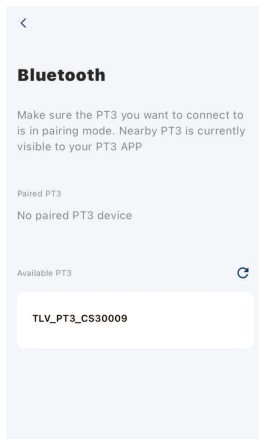 Bluetooth
Make sure the PT3 you want to connect to
is in pairing mode. Nearby PT3 is currently
visible to your PT3 APP
Paired PT3
No paired PT3 device
Available PT3
TLV_PT3_CS30009